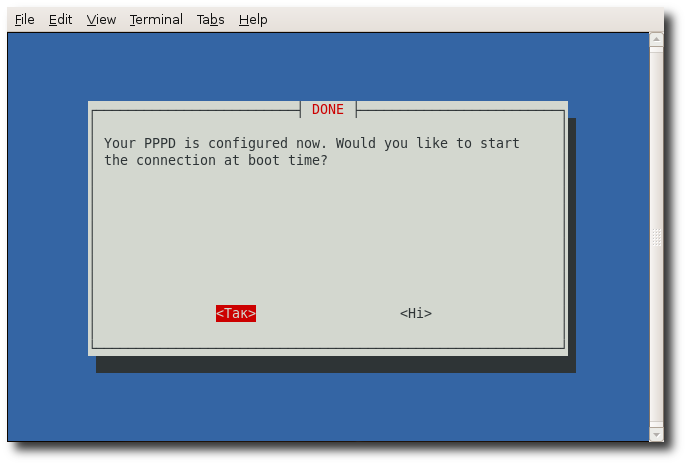 File Edit View Terminal Tabs Help
DONE
Your PPPD is configured now. Would you like to start
the connection at boot time?
<Так> <Ні>